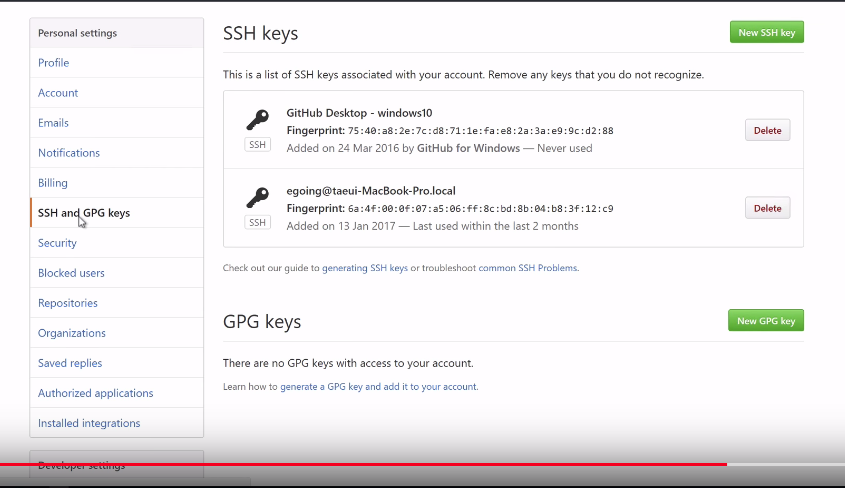 Personal settings
Profile
Account
Emails
Notifications
Billing
SSH and GPG keys
Security
Blocked users
Repositories
Organizations
Saved replies
Authorized applications
Installed integrations
Developer settings
SSH keys
New SSH key
This is a list of SSH keys associated with your account. Remove any keys that you do not recognize.
SSH
GitHub Desktop - windows10
Fingerprint: 75:40:a8:2e:7c:d8:71:1e:fa:e8:2a:3a:e9:9c:d2:88
Added on 24 Mar 2016 by GitHub for Windows — Never used
Delete
SSH
egoing@taeui-MacBook-Pro.local
Fingerprint: 6a:4f:00:0f:07:a5:06:ff:8c:bd:8b:04:b8:3f:12:c9
Added on 13 Jan 2017 — Last used within the last 2 months
Delete
Check out our guide to generating SSH keys or troubleshoot common SSH Problems.
GPG keys
New GPG key
There are no GPG keys with access to your account.
Learn how to generate a GPG key and add it to your account.